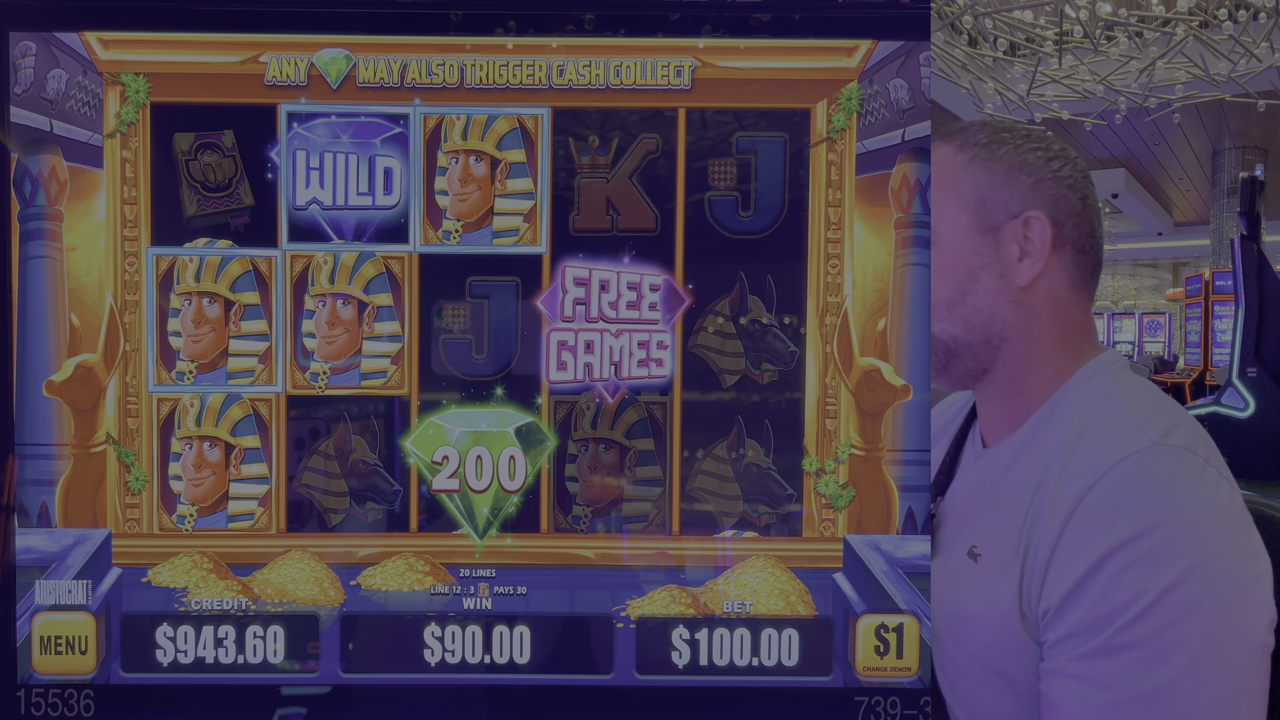 ANY MAY ALSO TRIGGER CASH COLLECT
WILD
K
J
J
FREE
GAMES
200
20 LINES
LINE 12 : 3 PAYS 30
ARISTOCRAT
CREDIT
WIN
BET
MENU
$943.60
$90.00
$100.00
$1
CHANGE DENOM
15536
739-3